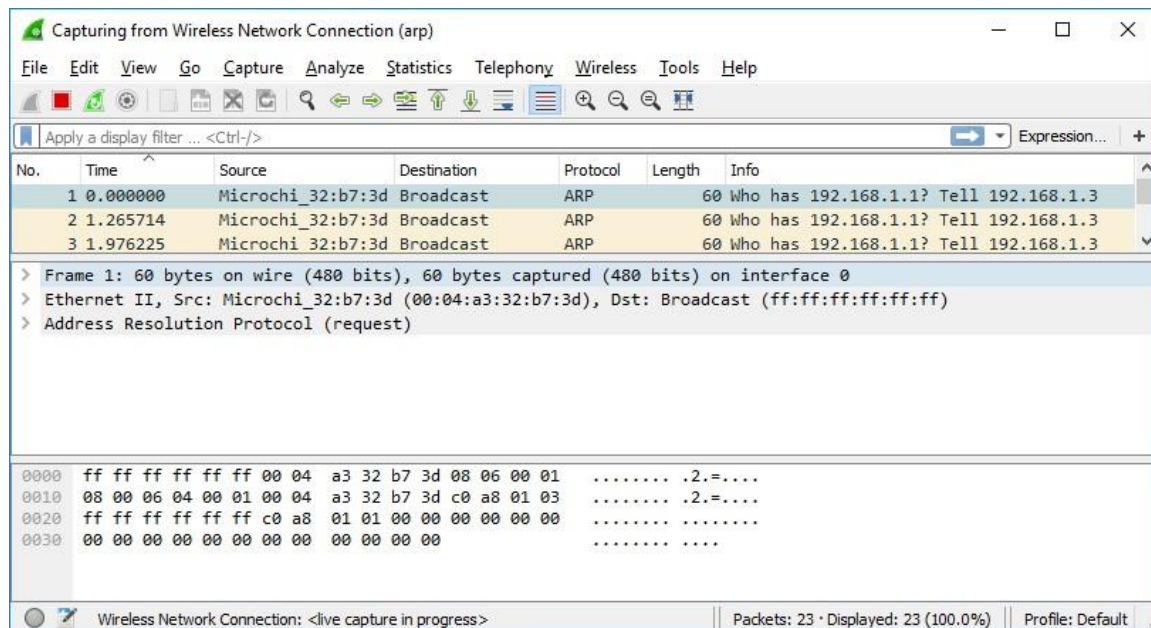 Capturing from Wireless Network Connection (arp)
File Edit View Go Capture Analyze Statistics Telephony Wireless Tools Help
Apply a display filter ... <Ctrl-/> Expression... +
No. Time Source Destination Protocol Length Info
1 0.000000 Microchi_32:b7:3d Broadcast ARP 60 Who has 192.168.1.1? Tell 192.168.1.3
2 1.265714 Microchi_32:b7:3d Broadcast ARP 60 Who has 192.168.1.1? Tell 192.168.1.3
3 1.976225 Microchi_32:b7:3d Broadcast ARP 60 Who has 192.168.1.1? Tell 192.168.1.3
> Frame 1: 60 bytes on wire (480 bits), 60 bytes captured (480 bits) on interface 0
> Ethernet II, Src: Microchi_32:b7:3d (00:04:a3:32:b7:3d), Dst: Broadcast (ff:ff:ff:ff:ff:ff)
> Address Resolution Protocol (request)
0000 ff ff ff ff ff ff 00 04 a3 32 b7 3d 08 06 00 01 ........ .2.=....
0010 08 00 06 04 00 01 00 04 a3 32 b7 3d c0 a8 01 03 ........ .2.=....
0020 ff ff ff ff ff ff c0 a8 01 01 00 00 00 00 00 00 ........ ........
0030 00 00 00 00 00 00 00 00 00 00 00 00 ........ ....
Wireless Network Connection: <live capture in progress> Packets: 23 · Displayed: 23 (100.0%) Profile: Default